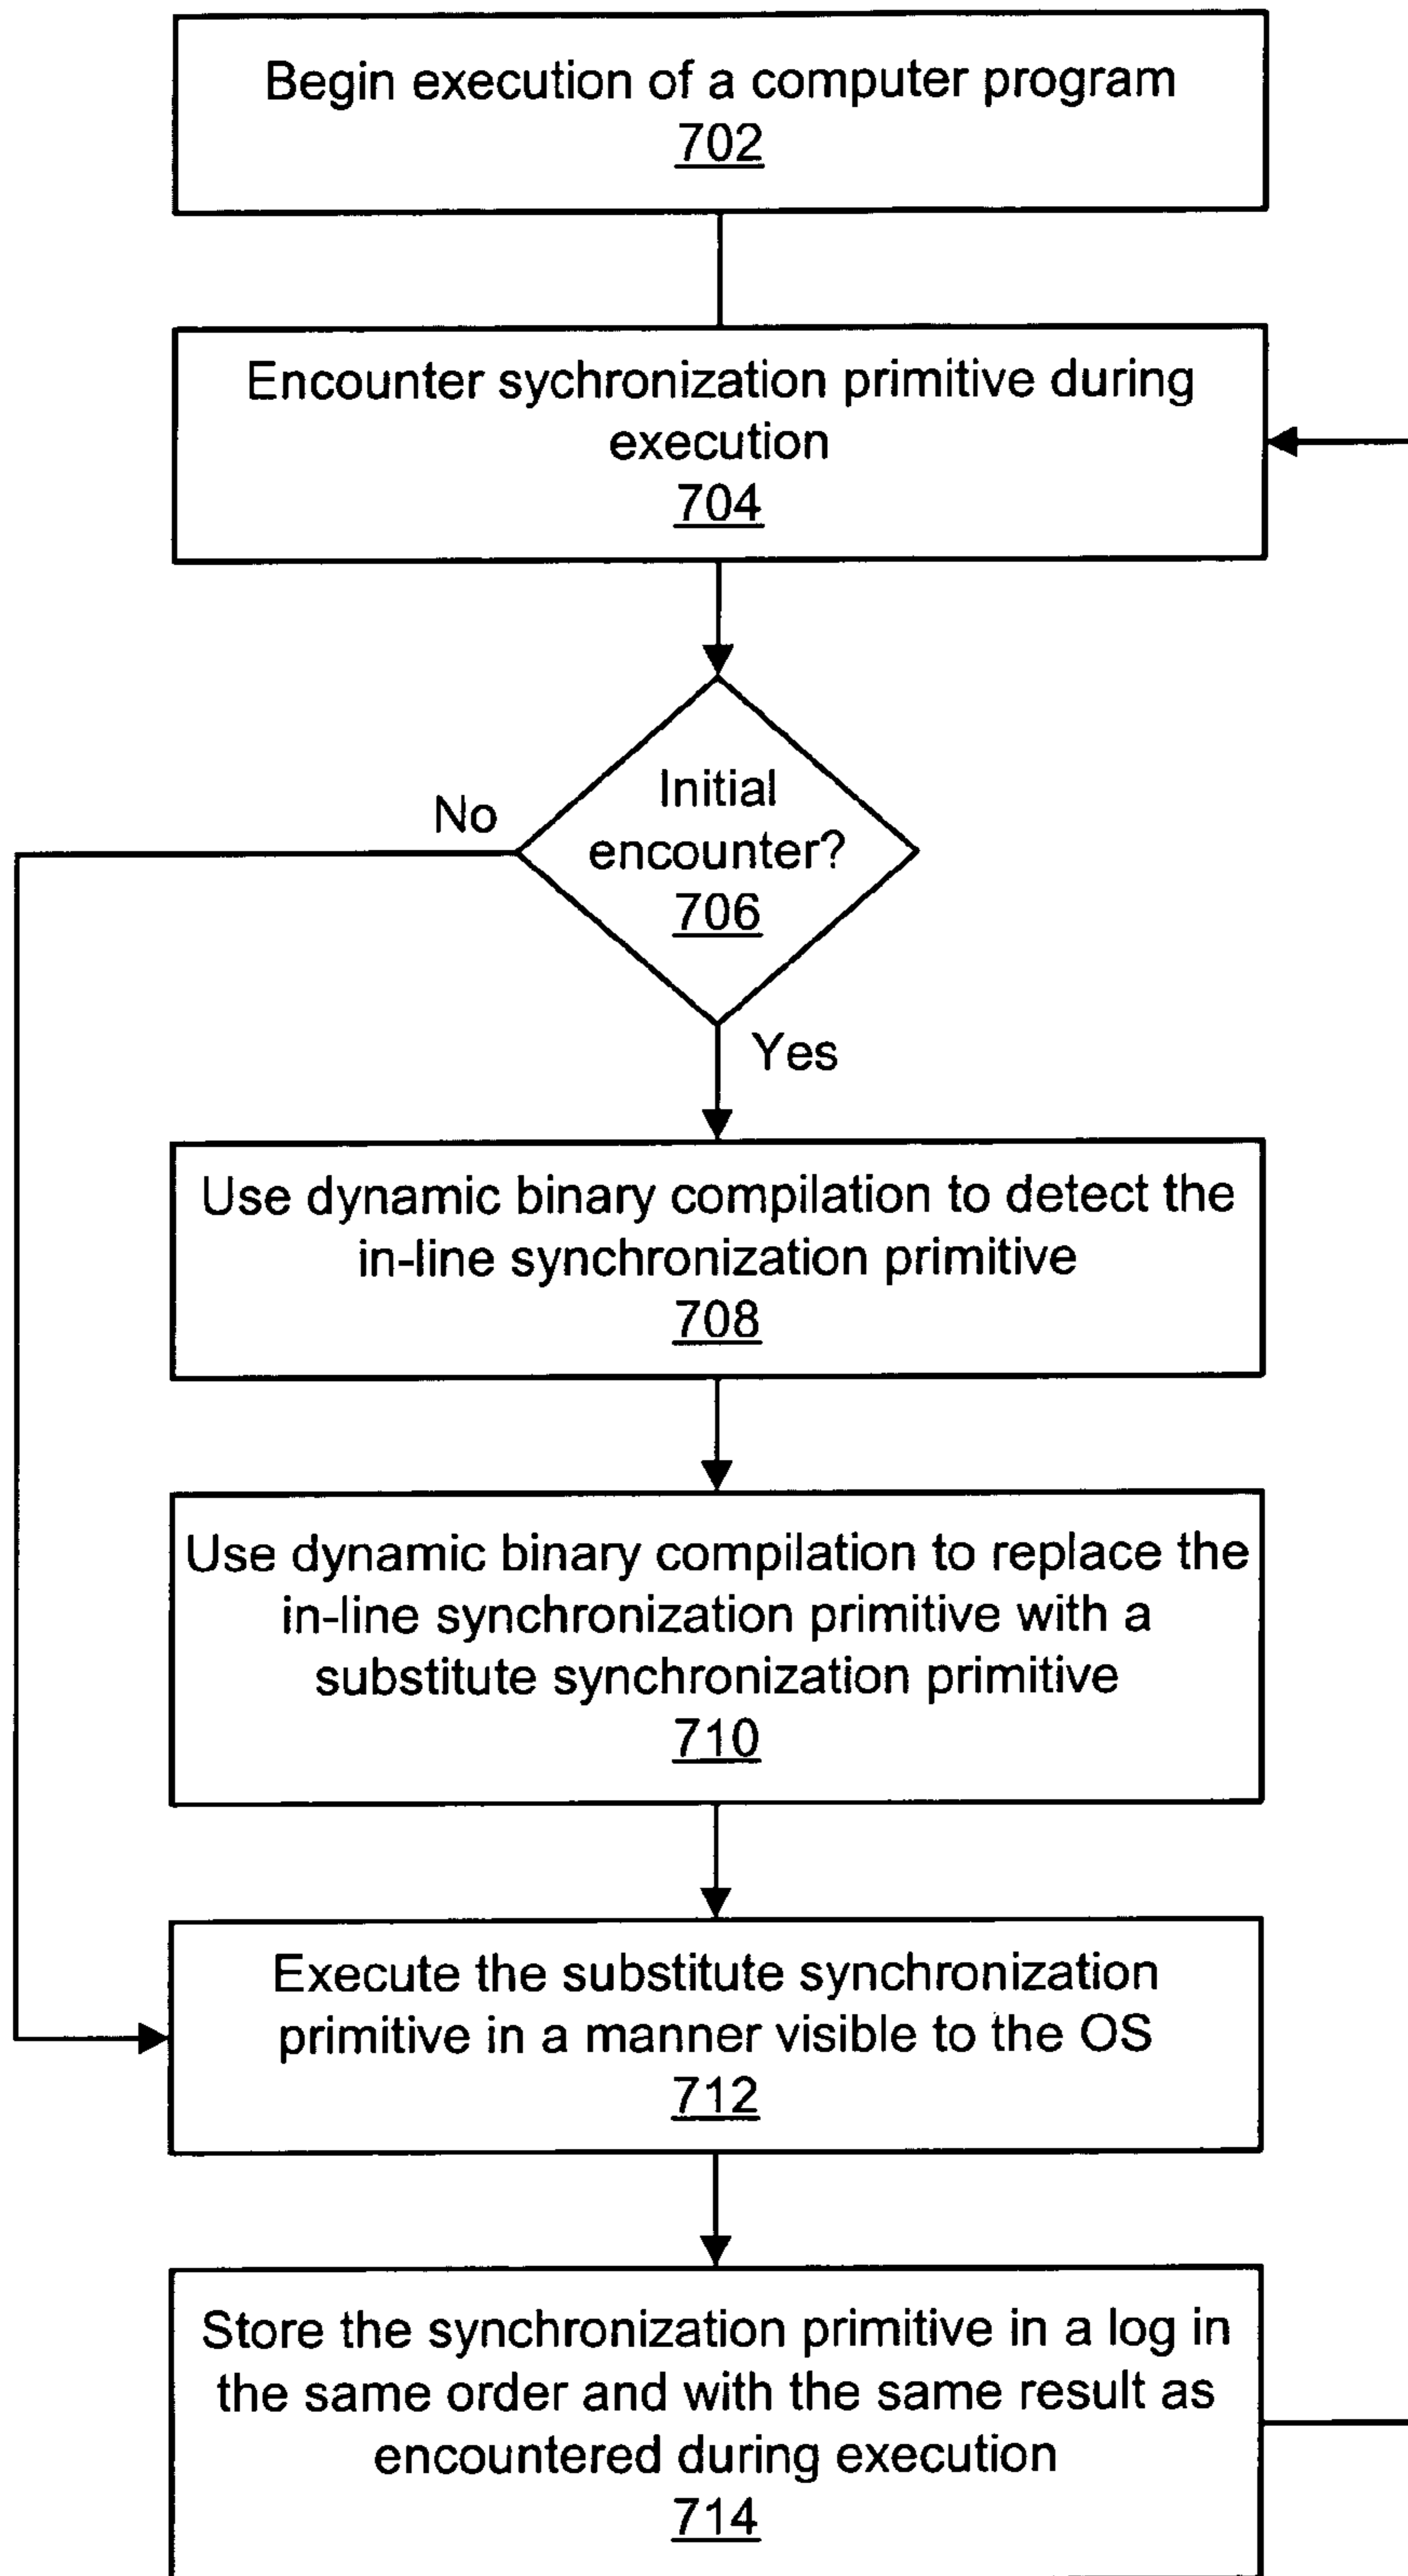 Begin execution of a computer program
702
Encounter sychronization primitive during
execution
704
Initial
encounter?
706
No
Yes
Use dynamic binary compilation to detect the
in-line synchronization primitive
708
Use dynamic binary compilation to replace the
in-line synchronization primitive with a
substitute synchronization primitive
710
Execute the substitute synchronization
primitive in a manner visible to the OS
712
Store the synchronization primitive in a log in
the same order and with the same result as
encountered during execution
714